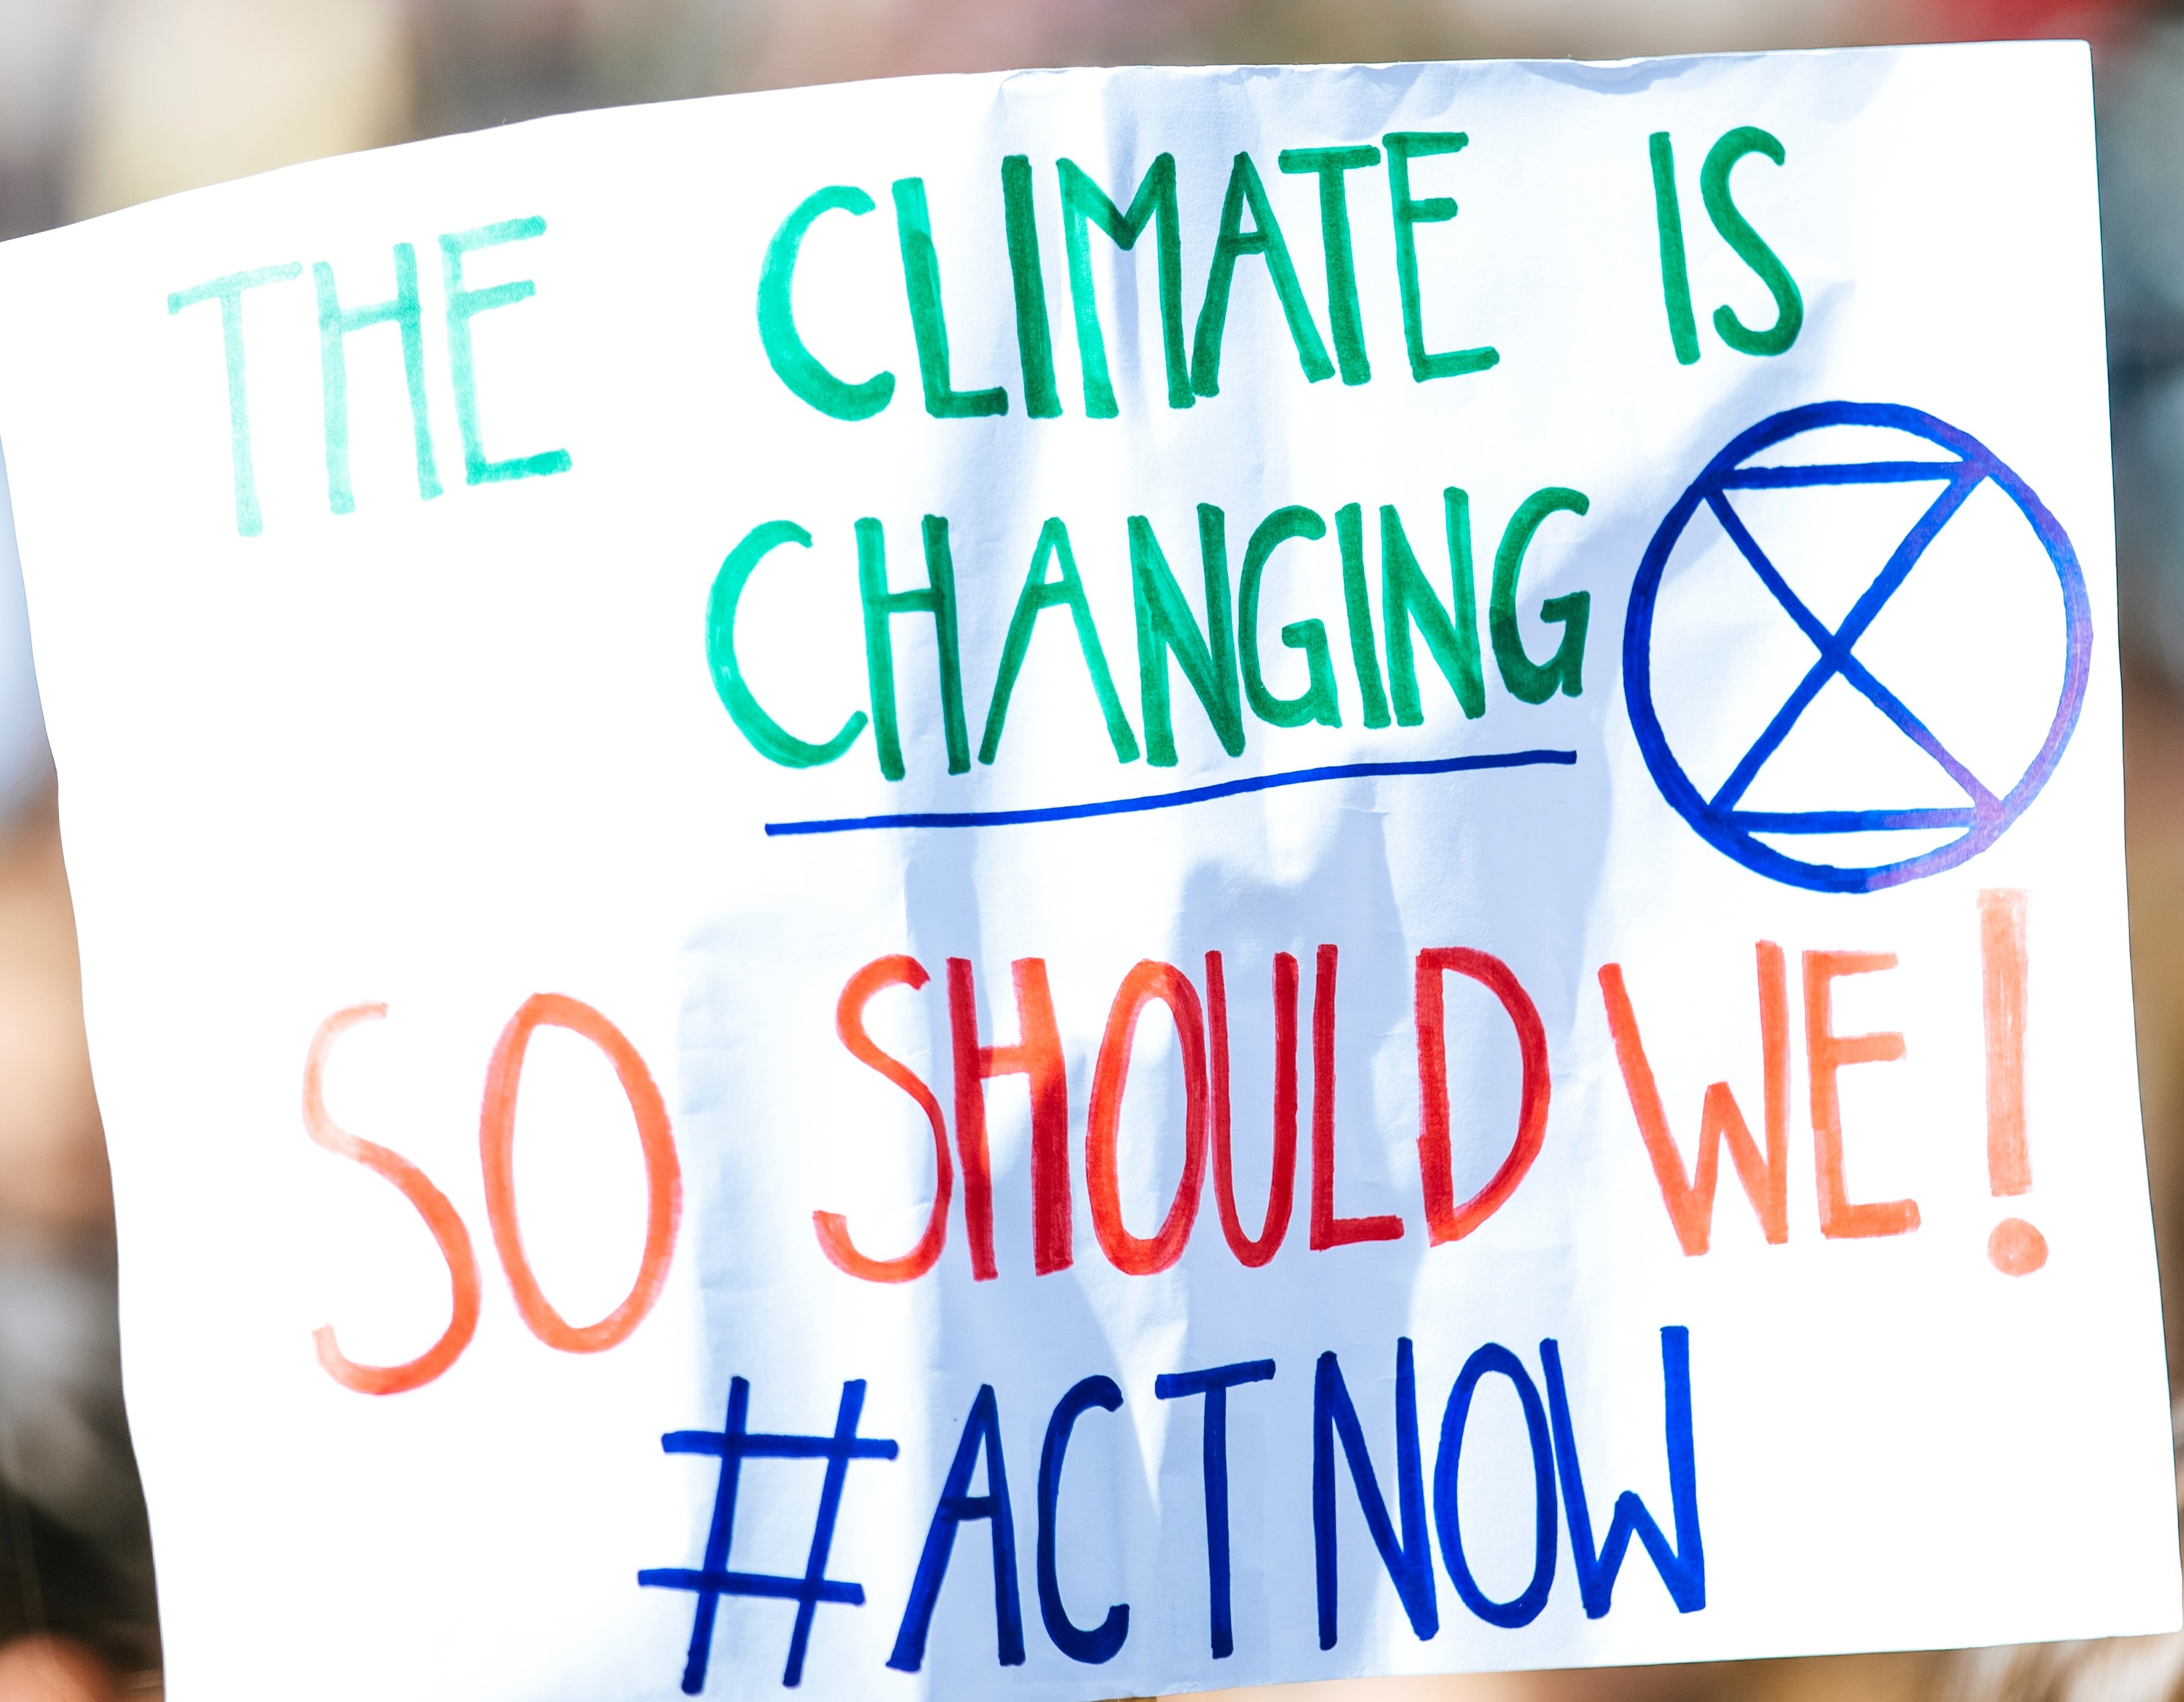 THE CLIMATE IS
CHANGING
SO SHOULD WE!
#ACTNOW